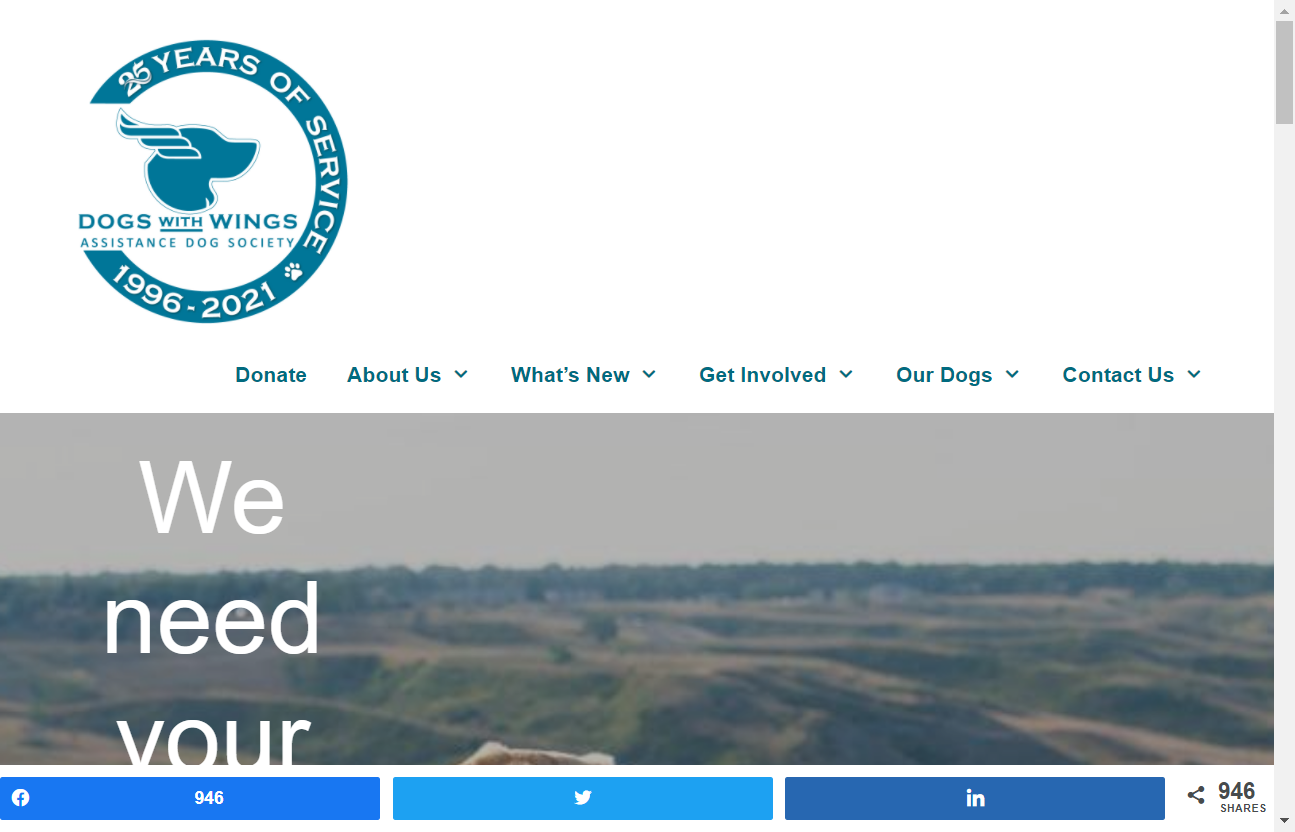 25 YEARS OF SERVICE
DOGS WITH WINGS
ASSISTANCE DOG SOCIETY
1996 - 2021
Donate About Us What’s New Get Involved Our Dogs Contact Us
We
need
your
946 946
SHARES